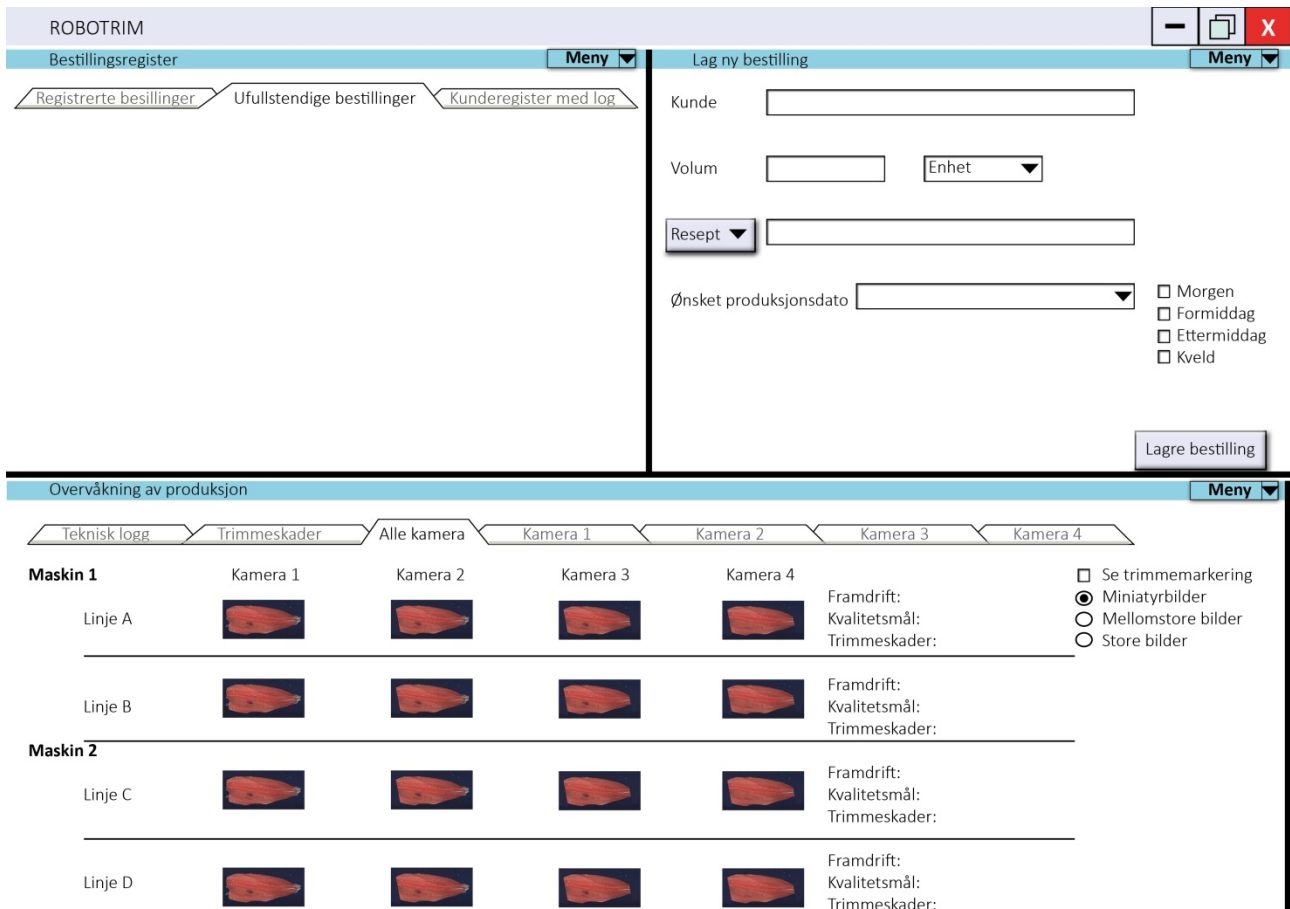 ROBOTRIM
X
Bestillingsregister
Meny
Registrerte besillinger
Ufullstendige bestillinger
Kunderegister med log
Lag ny bestilling
Meny
Kunde
Volum
Enhet
Resept
Ønsket produksjonsdato
Morgen
Formiddag
Ettermiddag
Kveld
Lagre bestilling
Overvåkning av produksjon
Meny
Teknisk logg
Trimmeskader
Alle kamera
Kamera 1
Kamera 2
Kamera 3
Kamera 4
Maskin 1
Kamera 1
Kamera 2
Kamera 3
Kamera 4
Se trimmemarkering
Miniatyrbilder
Mellomstore bilder
Store bilder
Linje A
Framdrift:
Kvalitetsmål:
Trimmeskader:
Linje B
Framdrift:
Kvalitetsmål:
Trimmeskader:
Maskin 2
Linje C
Framdrift:
Kvalitetsmål:
Trimmeskader:
Linje D
Framdrift:
Kvalitetsmål:
Trimmeskader: